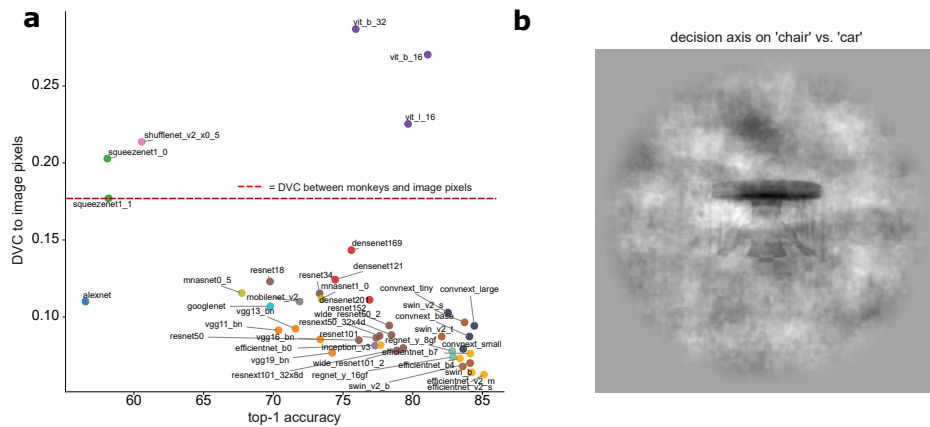 a
b
vit_b_32
decision axis on 'chair' vs. 'car'
vit_b_16
0.25
vit_l_16
shufflenet_v2_x0_5
squeezenet1_0
0.20
= DVC between monkeys and image pixels
squeezenet1_1
DVC to image pixels
0.15
densenet169
densenet121
resnet18
resnet34
mnasnet0_5
mnasnet1_0
convnext_tiny
convnext_large
alexnet
mobilenet_v2
densenet201
swin_v2_s
googlenet
vgg13_bn
resnet152
wide_resnet50_2
convnext_base
0.10
vgg11_bn
resnext50_32x4d
swin_v2_t
resnet50
vgg16_bn
resnet101
regnet_y_8gf
convnext_small
efficientnet_b0
inception_v3
efficientnet_b7
vgg19_bn
wide_resnet101_2
efficientnet_b4
resnext101_32x8d
regnet_y_16gf
swin_b
swin_v2_b
efficientnet_v2_m
efficientnet_v2_s
60
65
70
75
80
85
top-1 accuracy